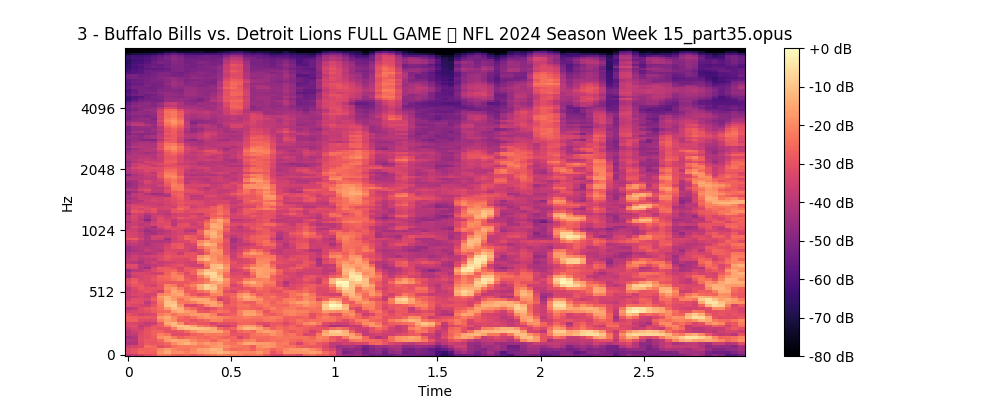 3 - Buffalo Bills vs. Detroit Lions FULL GAME ▯ NFL 2024 Season Week 15_part35.opus
+0 dB
4096
-10 dB
-20 dB
2048
-30 dB
Hz
1024
-40 dB
-50 dB
512
-60 dB
-70 dB
0
-80 dB
0 0.5 1 1.5 2 2.5
Time